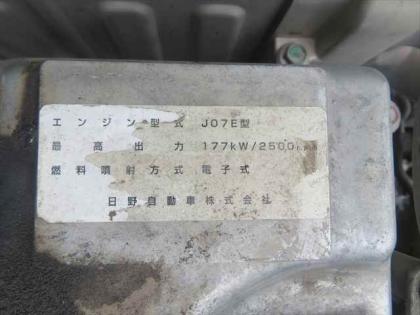 エンジン型式 J07E型
最高出力 177kW/2500r.p.m
燃料噴射方式 電子式
日野自動車株式会社